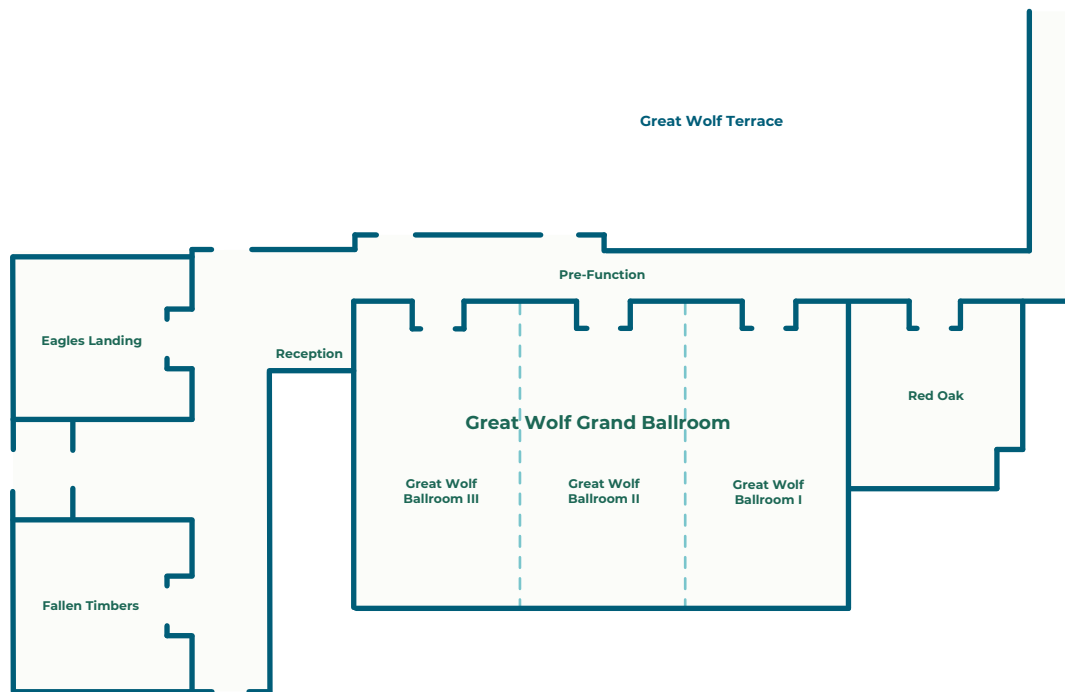 Great Wolf Terrace
Pre-Function
Eagles Landing
Reception
Red Oak
Great Wolf Grand Ballroom
Great Wolf
Ballroom III
Great Wolf
Ballroom II
Great Wolf
Ballroom I
Fallen Timbers